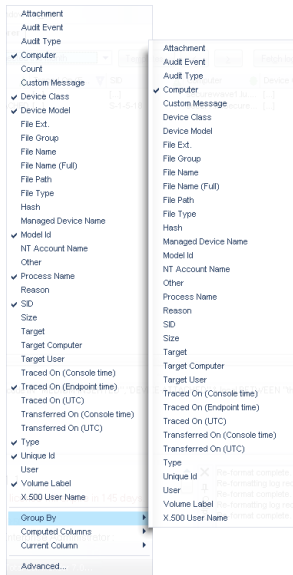 Attachment
Audit Event
Audit Type
Computer
Count
Custom Message
Device Class
Device Model
File Ext.
File Group
File Name
File Name (Full)
File Path
File Type
Hash
Managed Device Name
Model Id
NT Account Name
Other
Process Name
Reason
SID
Size
Target
Target Computer
Target User
Traced On (Console time)
Traced On (Endpoint time)
Traced On (UTC)
Transferred On (Console time)
Transferred On (UTC)
Type
Unique Id
User
Volume Label
X.500 User Name
Group By
Computed Columns
Current Column
Advanced...
Attachment
Audit Event
Audit Type
Computer
Custom Message
Device Class
Device Model
File Ext.
File Group
File Name
File Name (Full)
File Path
File Type
Hash
Managed Device Name
Model Id
NT Account Name
Other
Process Name
Reason
SID
Size
Target
Target Computer
Target User
Traced On (Console time)
Traced On (Endpoint time)
Traced On (UTC)
Transferred On (Console time)
Transferred On (UTC)
Type
Unique Id
User
Volume Label
X.500 User Name